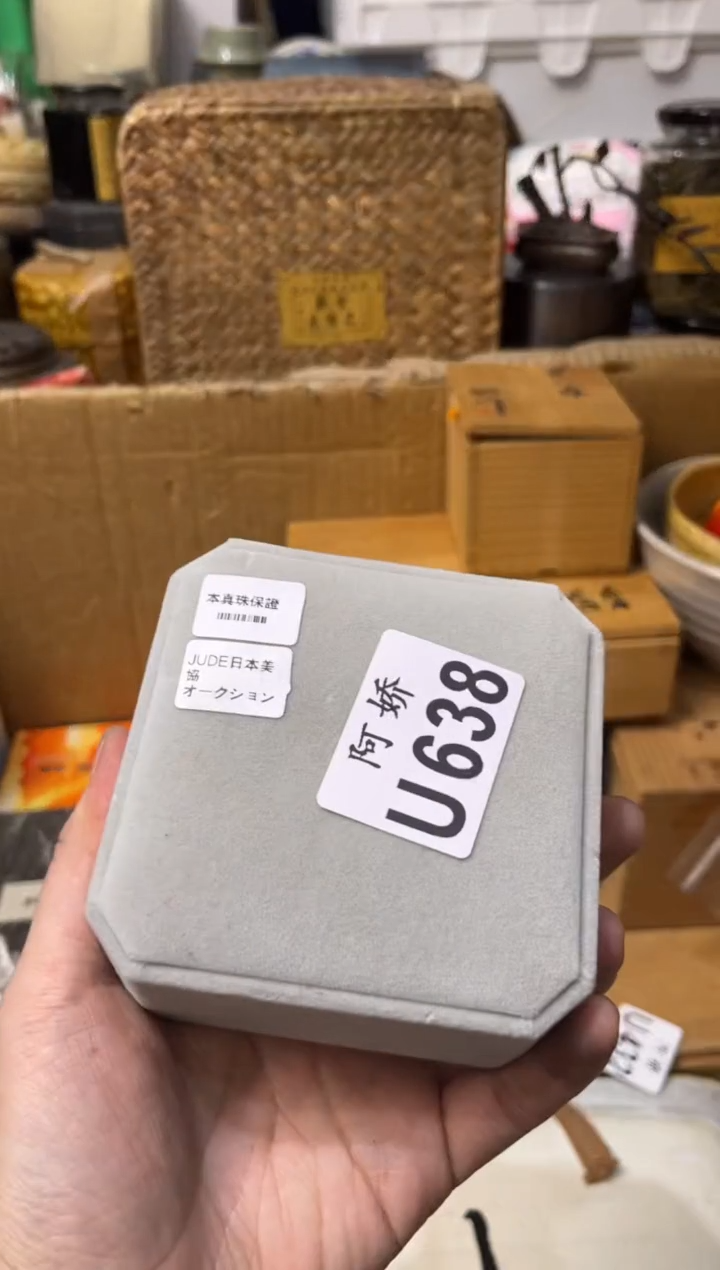 本真珠保證
JUDE日本美
協
オークション
阿娇
U638